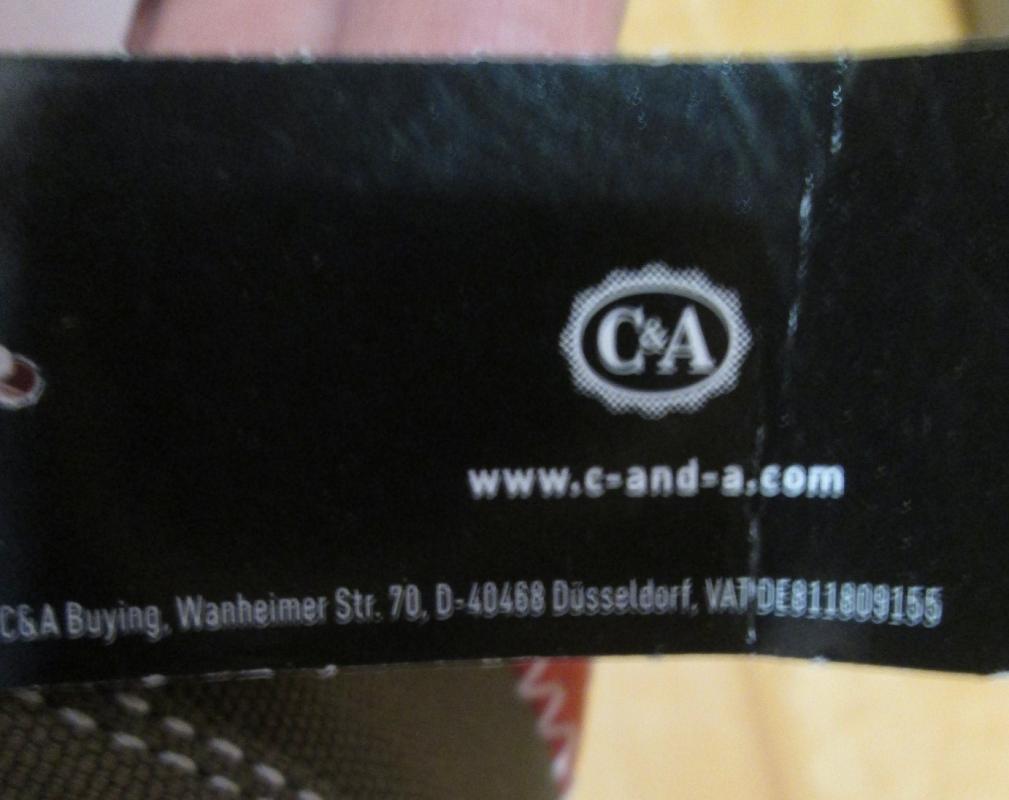 C&A
www.c-and-a.com
C&A Buying, Wanheimer Str. 70, D-40468 Düsseldorf, VAT DE811809155